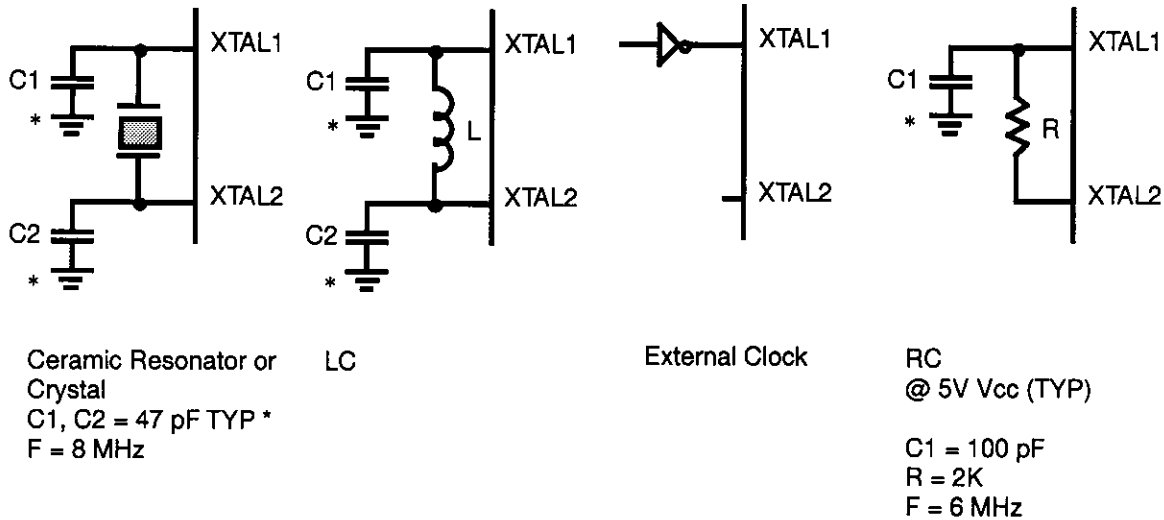 XTAL1
C1
*
XTAL2
C2
*
XTAL1
C1
*
L
XTAL2
C2
*
XTAL1
XTAL2
XTAL1
C1
*
R
XTAL2
Ceramic Resonator or
Crystal
C1, C2 = 47 pF TYP *
F = 8 MHz
LC
External Clock
RC
@ 5V Vcc (TYP)
C1 = 100 pF
R = 2K
F = 6 MHz